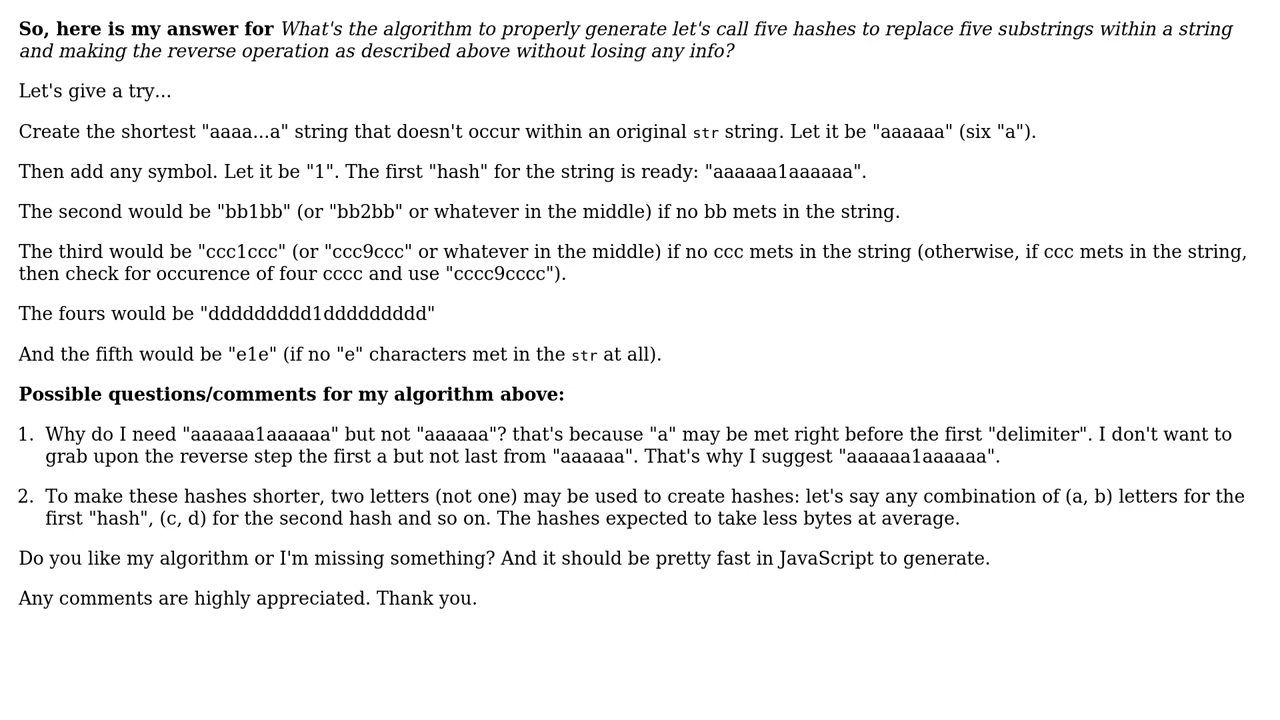 So, here is my answer for What's the algorithm to properly generate let's call five hashes to replace five substrings within a string
and making the reverse operation as described above without losing any info?
Let's give a try...
Create the shortest "aaaa...a" string that doesn't occur within an original str string. Let it be "aaaaaa" (six "a").
Then add any symbol. Let it be "1". The first "hash" for the string is ready: "aaaaaa1aaaaaa".
The second would be "bb1bb" (or "bb2bb" or whatever in the middle) if no bb mets in the string.
The third would be "ccc1ccc" (or "ccc9ccc" or whatever in the middle) if no ccc mets in the string (otherwise, if ccc mets in the string,
then check for occurence of four cccc and use "cccc9cccc").
The fours would be "ddddddddd1ddddddddd"
And the fifth would be "e1e" (if no "e" characters met in the str at all).
Possible questions/comments for my algorithm above:
1. Why do I need "aaaaaa1aaaaaa" but not "aaaaaa"? that's because "a" may be met right before the first "delimiter". I don't want to
grab upon the reverse step the first a but not last from "aaaaaa". That's why I suggest "aaaaaa1aaaaaa".
2. To make these hashes shorter, two letters (not one) may be used to create hashes: let's say any combination of (a, b) letters for the
first "hash", (c, d) for the second hash and so on. The hashes expected to take less bytes at average.
Do you like my algorithm or I'm missing something? And it should be pretty fast in JavaScript to generate.
Any comments are highly appreciated. Thank you.